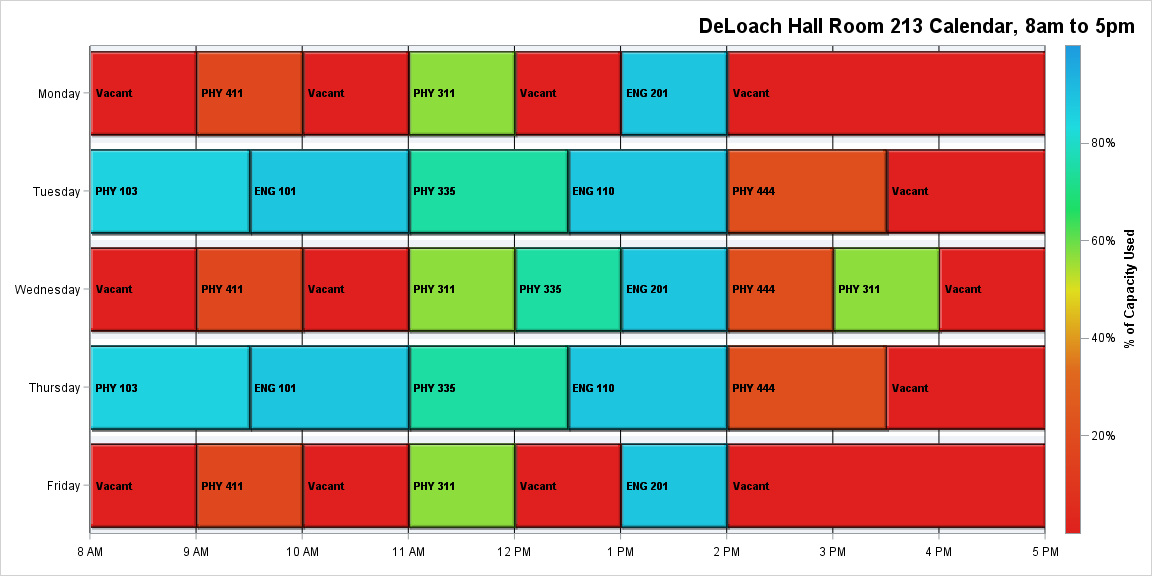 DeLoach Hall Room 213 Calendar, 8am to 5pm
Monday
Vacant
PHY 411
Vacant
PHY 311
Vacant
ENG 201
Vacant
Tuesday
PHY 103
ENG 101
PHY 335
ENG 110
PHY 444
Vacant
Wednesday
Vacant
PHY 411
Vacant
PHY 311
PHY 335
ENG 201
PHY 444
PHY 311
Vacant
Thursday
PHY 103
ENG 101
PHY 335
ENG 110
PHY 444
Vacant
Friday
Vacant
PHY 411
Vacant
PHY 311
Vacant
ENG 201
Vacant
8 AM
9 AM
10 AM
11 AM
12 PM
1 PM
2 PM
3 PM
4 PM
5 PM
80%
60%
40%
20%
% of Capacity Used